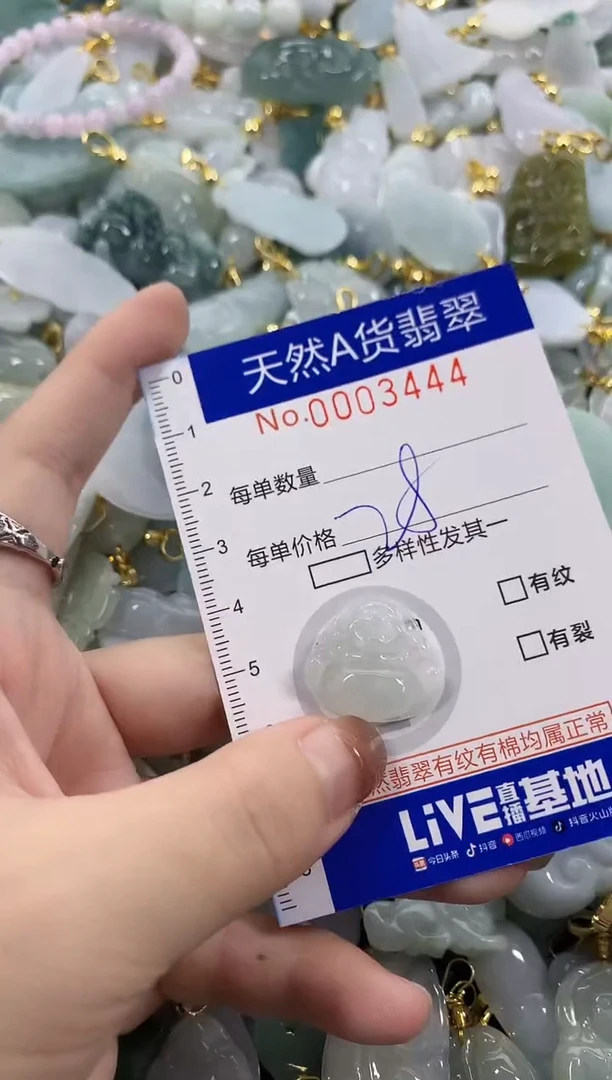 天然A货翡翠
No.0003444
0
1
每单数量
2
28
每单价格
3
多样性发其一
4
有纹
5
有裂
然翡翠有纹有棉均属正常
LiVE直播基地
今日头条 抖音 西瓜视频 抖音火山